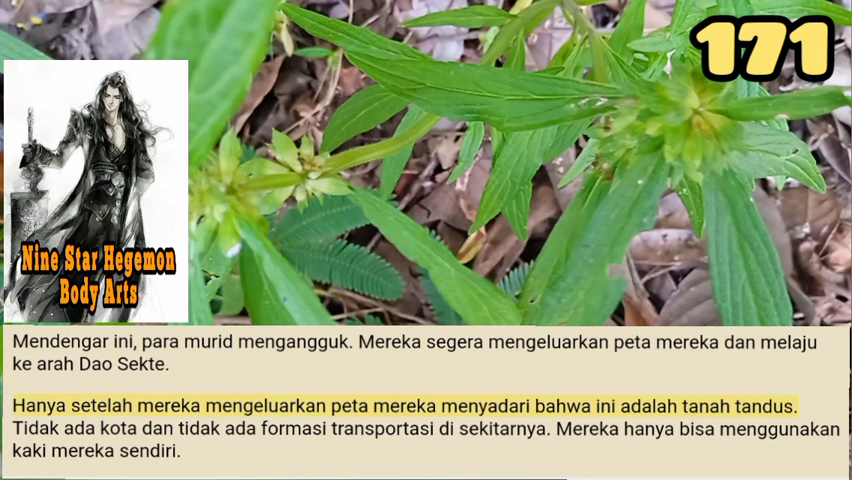 171
Nine Star Hegemon
Body Arts
Mendengar ini, para murid mengangguk. Mereka segera mengeluarkan peta mereka dan melaju
ke arah Dao Sekte.
Hanya setelah mereka mengeluarkan peta mereka menyadari bahwa ini adalah tanah tandus.
Tidak ada kota dan tidak ada formasi transportasi di sekitarnya. Mereka hanya bisa menggunakan
kaki mereka sendiri.